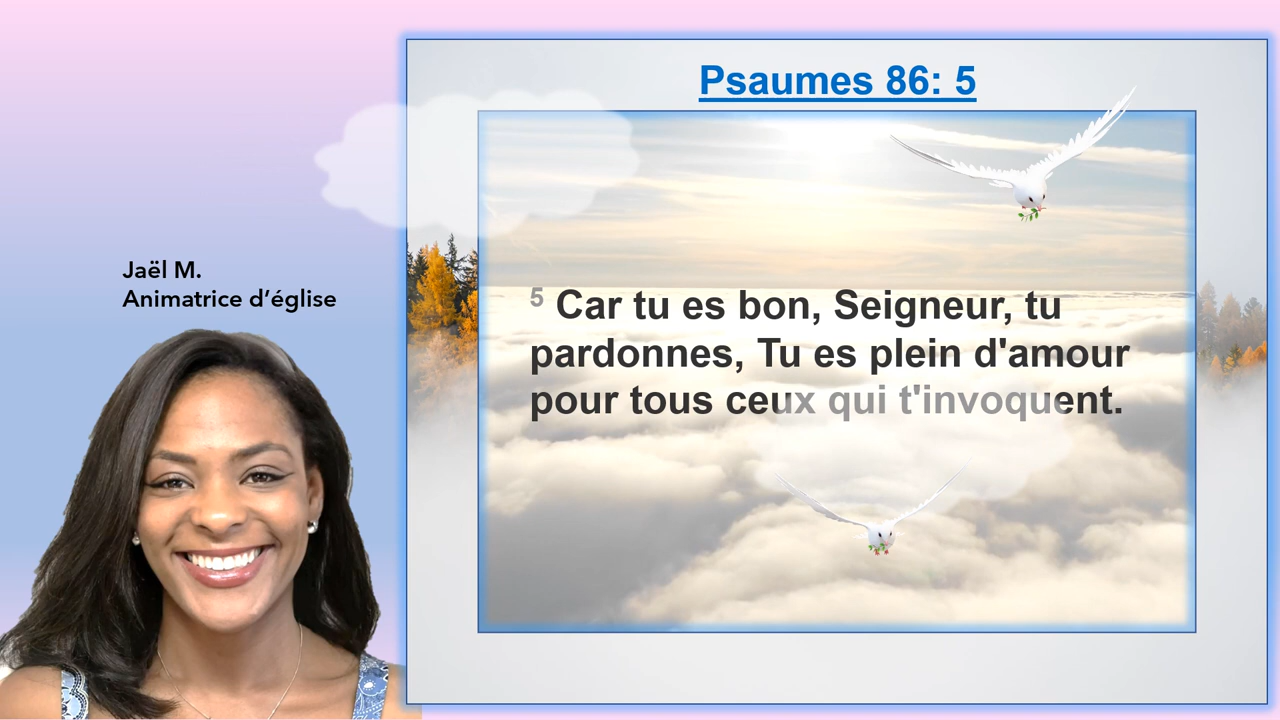 Psaumes 86: 5
Jaël M.
Animatrice d’église
5 Car tu es bon, Seigneur, tu
pardonnes, Tu es plein d'amour
pour tous ceux qui t'invoquent.